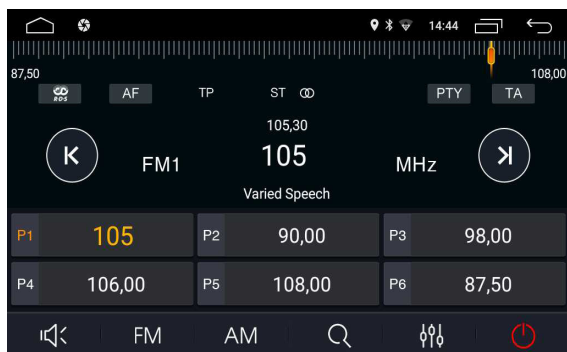 14:44
87,50
108,00
RDS AF TP ST PTY TA
105,30
FM1 105 MHz
Varied Speech
P1 105 P2 90,00 P3 98,00
P4 106,00 P5 108,00 P6 87,50
FM AM